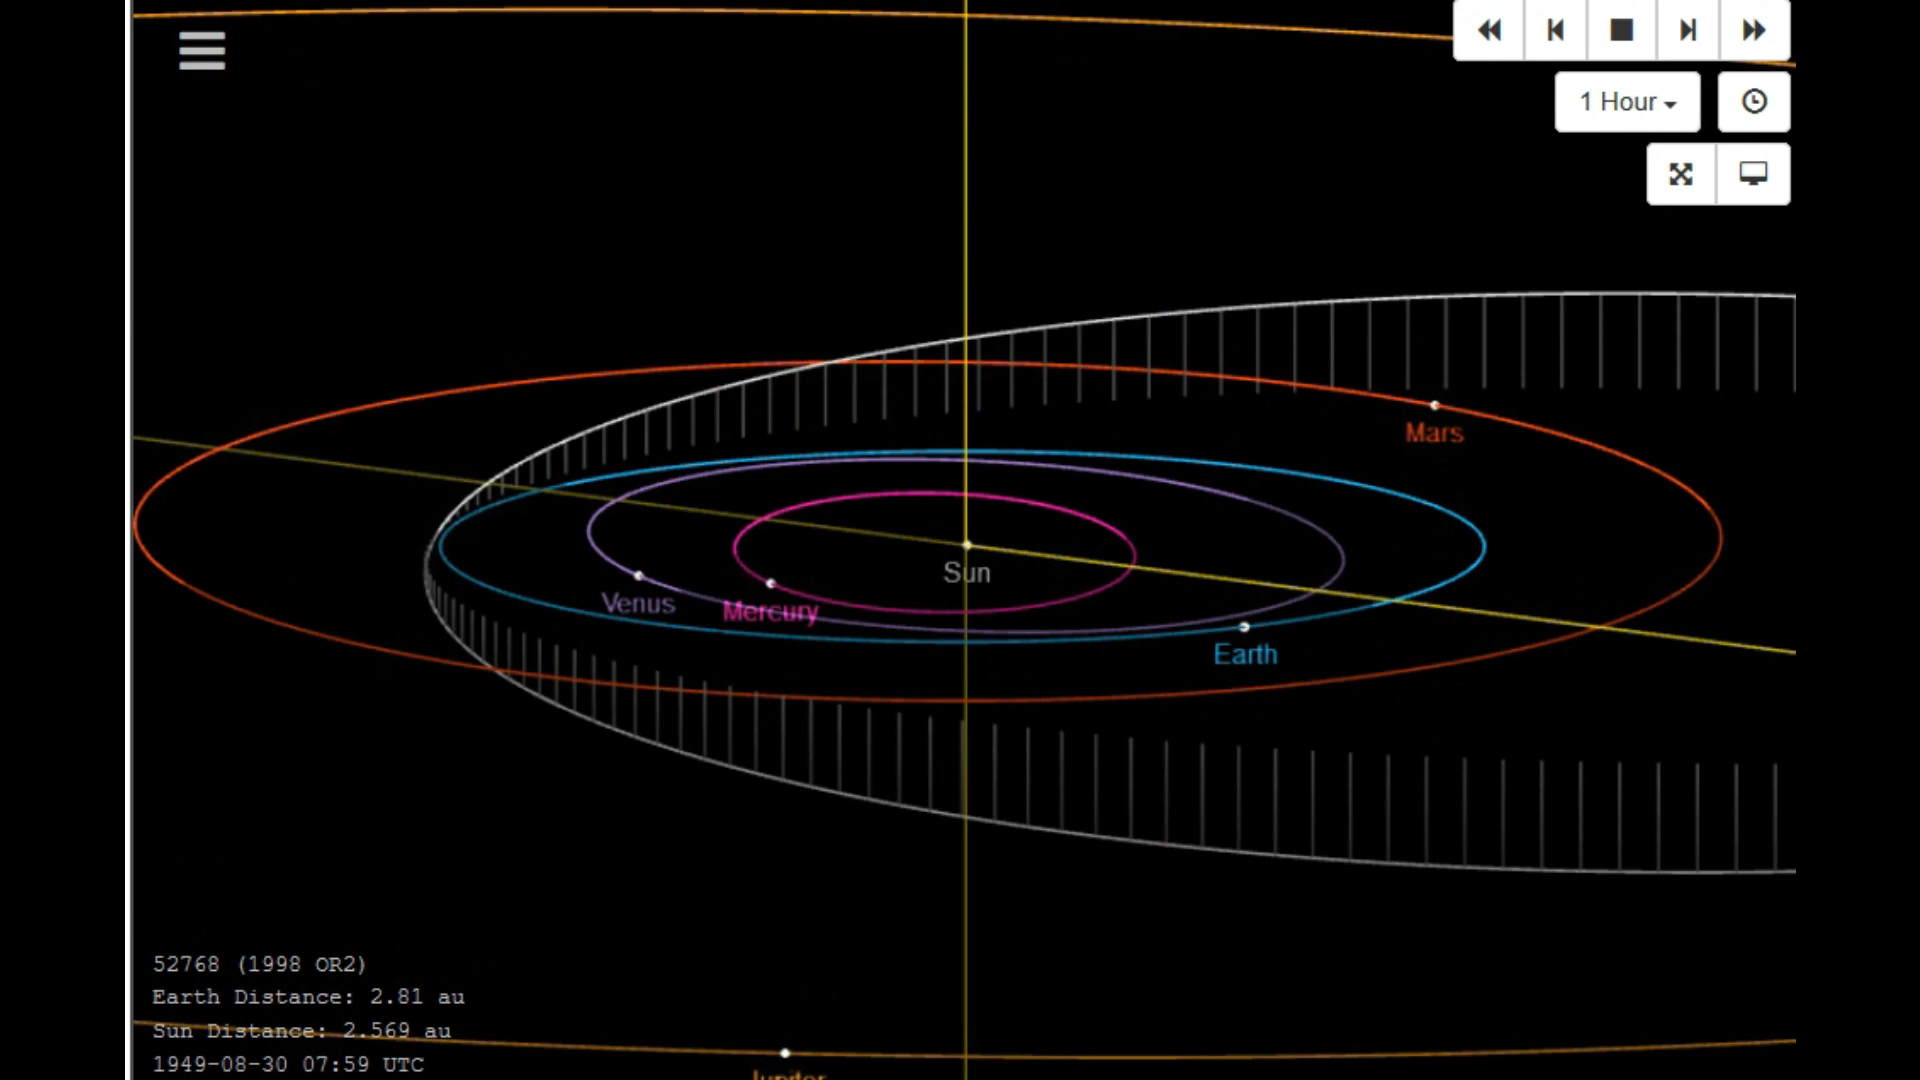 1 Hour
Mars
Sun
Venus
Mercury
Earth
52768 (1998 OR2)
Earth Distance: 2.81 au
Sun Distance: 2.569 au
1949-08-30 07:59 UTC
Jupiter